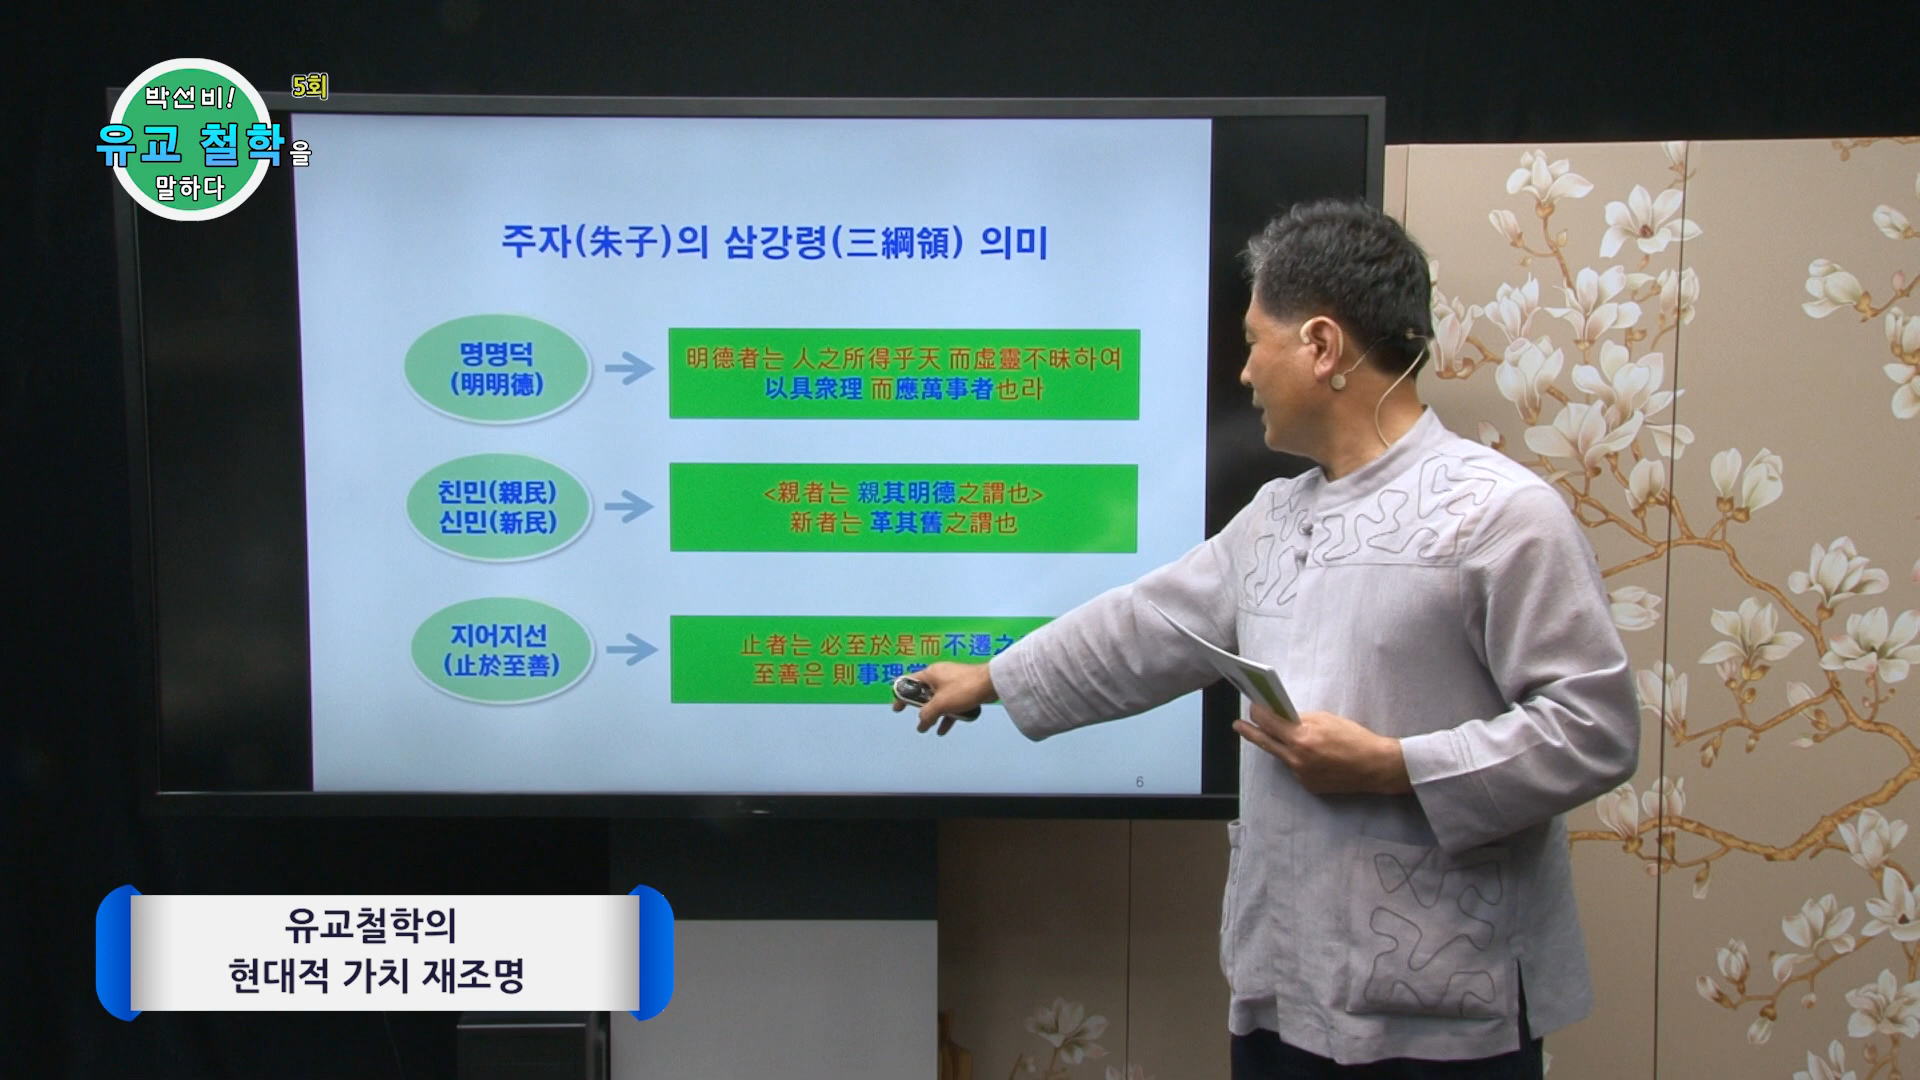 박선비!
5회
유교 철학을
말하다
주자(朱子)의 삼강령(三綱領) 의미
명명덕
(明明德)
明德者는 人之所得乎天 而虛靈不昧하여
以具衆理 而應萬事者也라
친민(親民)
신민(新民)
<親者는 親其明德之謂也>
新者는 革其舊之謂也
지어지선
(止於至善)
止者는 必至於是而不遷之
至善은 則事理
6
유교철학의
현대적 가치 재조명